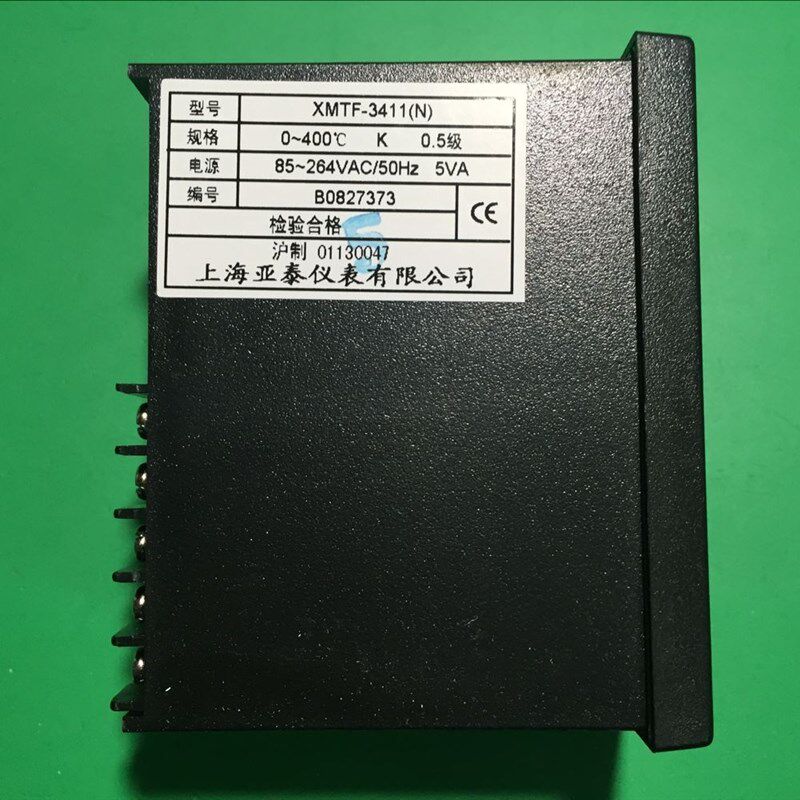 型号 XMTF-3411(N)
规格 0~400℃ K 0.5级
电源 85~264VAC/50Hz 5VA
编号 B0827373
CE
检验合格
沪制 01130047
上海亚泰仪表有限公司